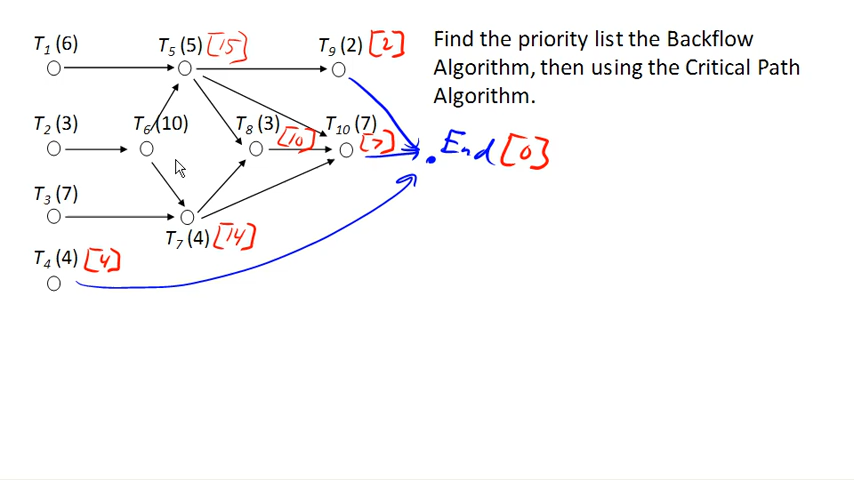 T1 (6)
T5 (5) [15]
T9 (2) [2]
Find the priority list the Backflow
Algorithm, then using the Critical Path
Algorithm.
T2 (3)
T6 (10)
T8 (3) [10]
T10 (7) [7]
End [0]
T3 (7)
T7 (4) [14]
T4 (4) [4]